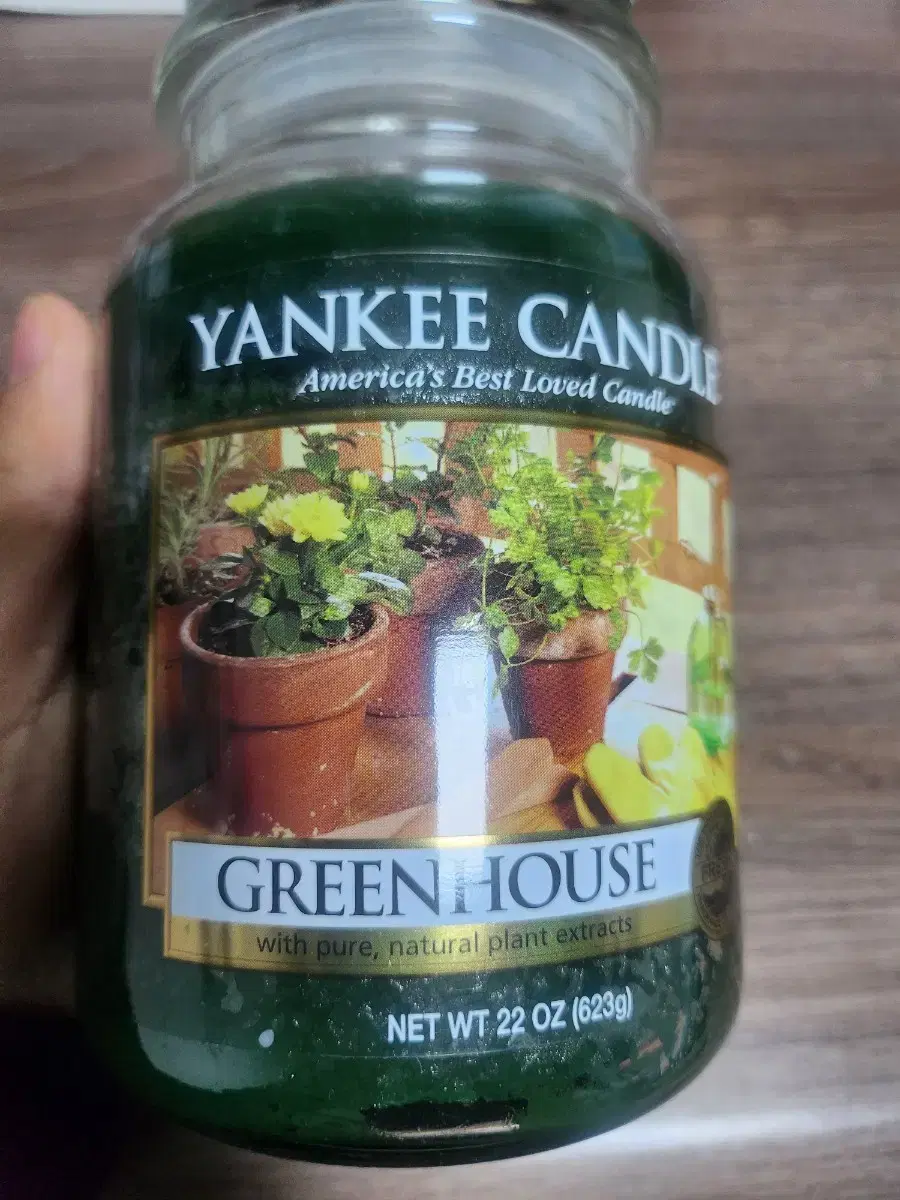 YANKEE CANDLE
America's Best Loved Candle
GREENHOUSE
with pure, natural plant extracts
NET WT 22 OZ (623g)